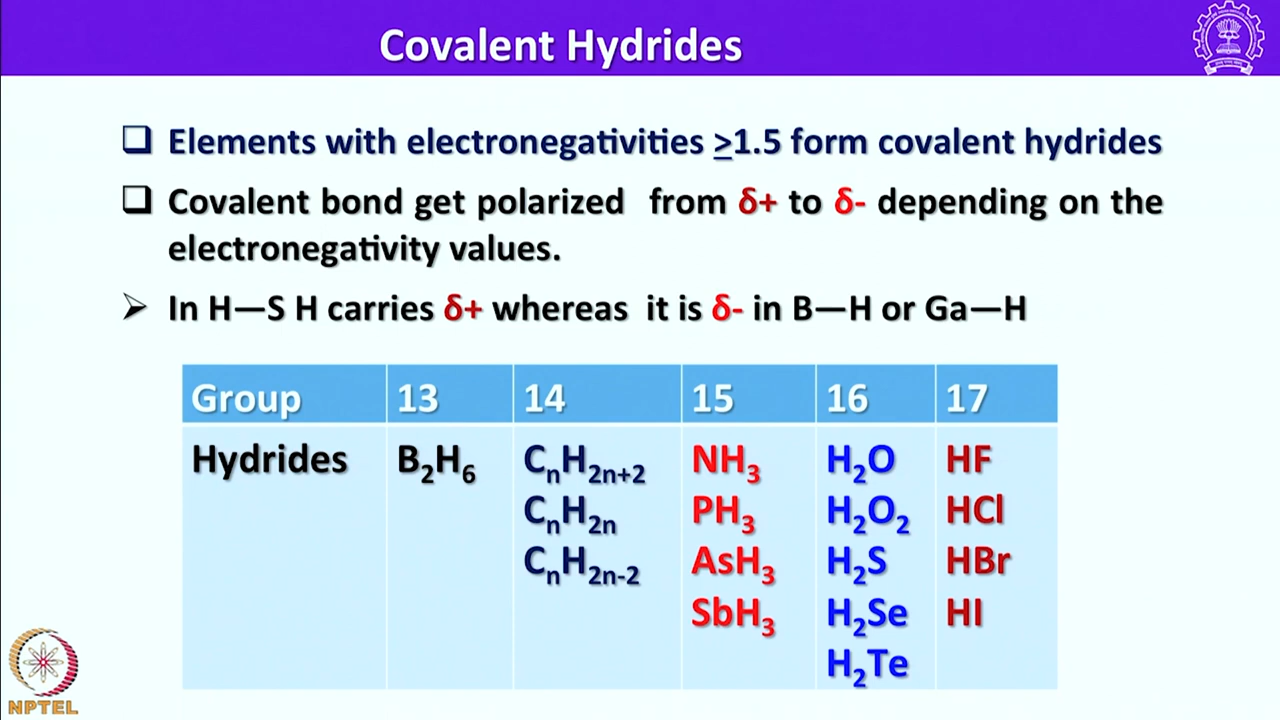 Covalent Hydrides
❑ Elements with electronegativities ≥1.5 form covalent hydrides
❑ Covalent bond get polarized from δ+ to δ- depending on the
electronegativity values.
➢ In H—S H carries δ+ whereas it is δ- in B—H or Ga—H
Group 13 14 15 16 17
Hydrides B₂H₆ CₙH₂ₙ₊₂ NH₃ H₂O HF
CₙH₂ₙ PH₃ H₂O₂ HCl
CₙH₂ₙ₋₂ AsH₃ H₂S HBr
SbH₃ H₂Se HI
H₂Te
NPTEL